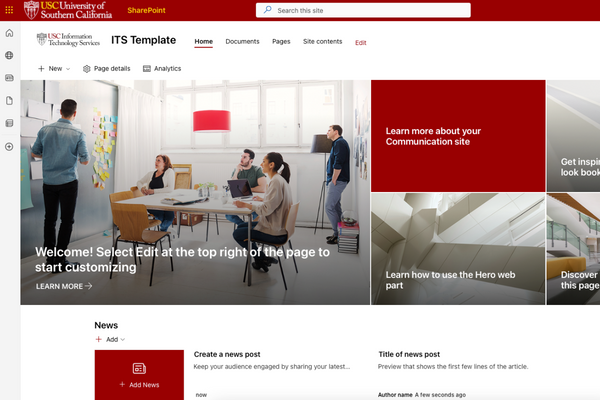 USC University of
Southern California
SharePoint
Search this site
USC Information
Technology Services
ITS Template
Home
Documents
Pages
Site contents
Edit
New
Page details
Analytics
Learn more about your
Communication site
Get inspir
look book
Welcome! Select Edit at the top right of the page to
start customizing
LEARN MORE
Learn how to use the Hero web
part
Discover
this page
News
Add
Add News
Create a news post
Keep your audience engaged by sharing your latest...
now
Title of news post
Preview that shows the first few lines of the article.
Author name A few seconds ago